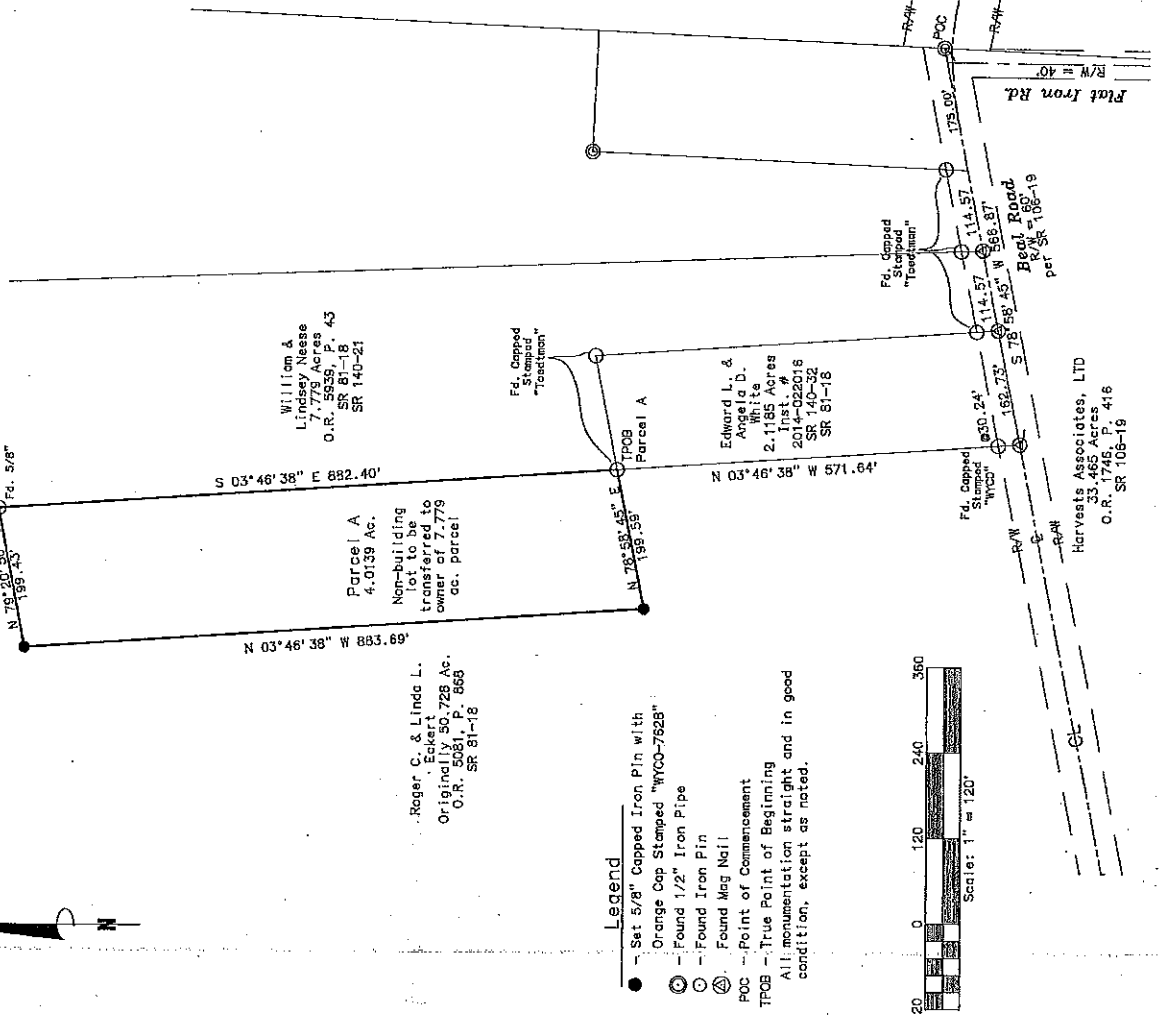 Fd. 5/8"
N 79°20'50"
199.43'
William &
Lindsey Neese
7.779 Acres
O.R. 5939, P. 43
SR 81-18
SR 140-21
S 03°46'38" E 882.40'
Parcel A
4.0139 Ac.
Non-building
lot to be
transferred to
owner of 7.779
ac. parcel
N 03°46'38" W 883.69'
Roger C. & Linda L.
Eckert
Originally 50.728 Ac.
O.R. 5081, P. 868
SR 81-18
Fd. Capped
Stamped
"Toedtman"
TPOB
Parcel A
N 78°58'45" E
199.59'
Edward L. &
Angela D.
White
2.1185 Acres
Inst. #
2014-022016
SR 140-32
SR 81-18
N 03°46'38" W 571.64'
Fd. Capped
Stamped
"Toedtman"
R/W
POC
R/W
175.00'
R/W = 40'
Flat Iron Rd.
114.57
114.57
S 78°58'45" W 566.87'
Beal Road
R/W = 60'
per SR 106-19
@30.24'
162.73'
Fd. Capped
Stamped
"WYCO"
R/W
R/W
CL
Harvests Associates, LTD
33.465 Acres
O.R. 1746, P. 416
SR 106-19
N
Legend
- Set 5/8" Capped Iron Pin with
Orange Cap Stamped "WYCO-7628"
- Found 1/2" Iron Pipe
- Found Iron Pin
Found Mag Nail
POC - Point of Commencement
TPOB - True Point of Beginning
All monumentation straight and in good
condition, except as noted.
20 0 120 240 360
Scale: 1" = 120'